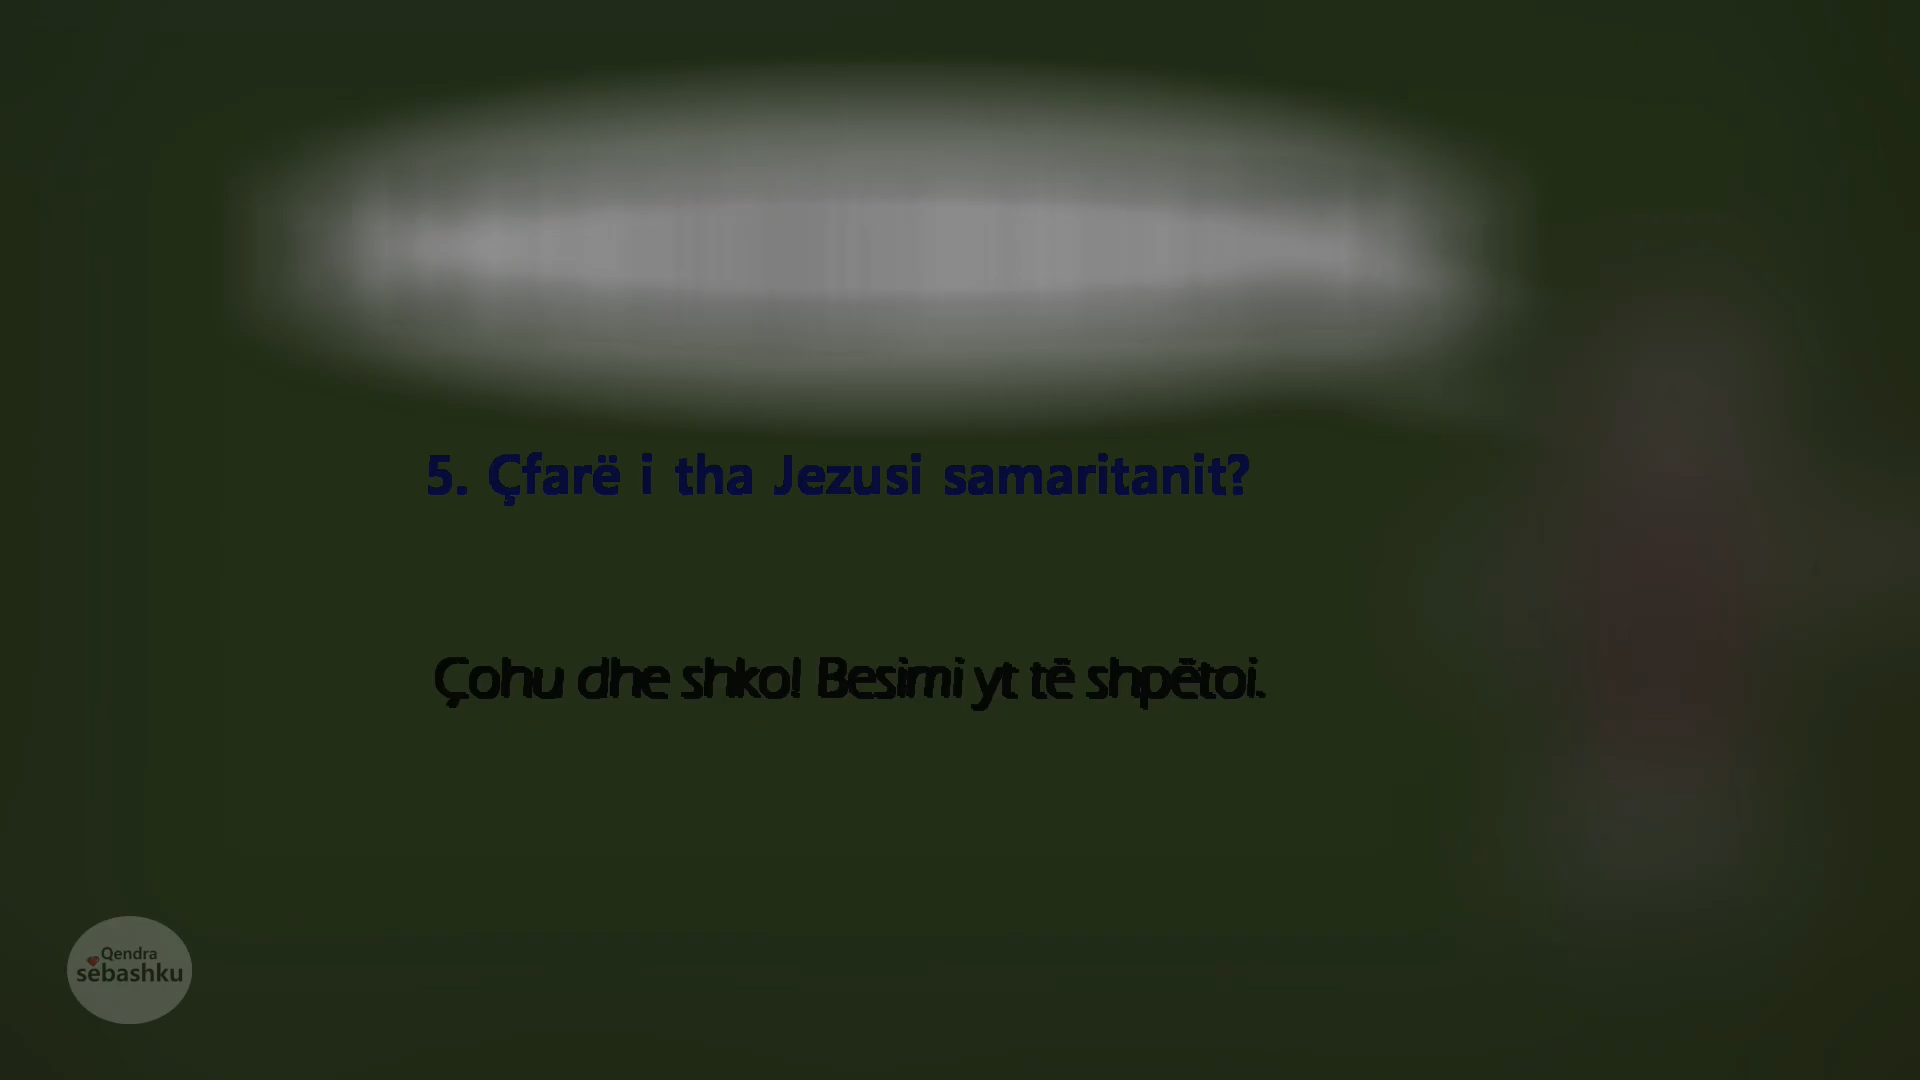 5. Çfarë i tha Jezusi samaritanit?
Çohu dhe shko! Besimi yt të shpëtoi.
Qendra
sebashku